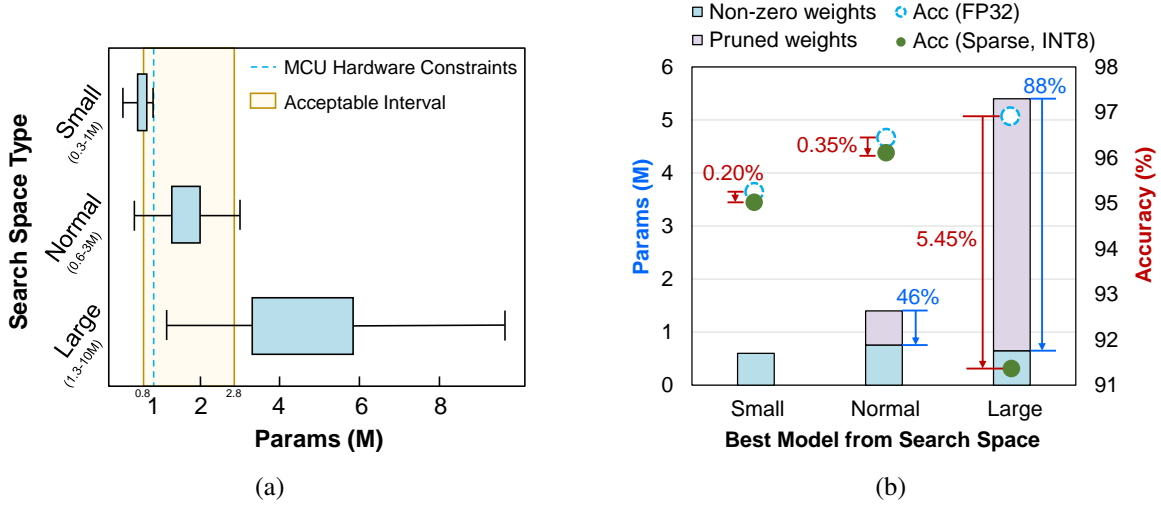 MCU Hardware Constraints
Acceptable Interval
Search Space Type
Small
(0.3-1M)
Normal
(0.6-3M)
Large
(1.3-10M)
0.8
1
2
2.8
4
6
8
Params (M)
(a)
Non-zero weights
Acc (FP32)
Pruned weights
Acc (Sparse, INT8)
6
5
4
3
2
1
0
Params (M)
98
97
96
95
94
93
92
91
Accuracy (%)
0.20%
0.35%
5.45%
46%
88%
Small
Normal
Large
Best Model from Search Space
(b)